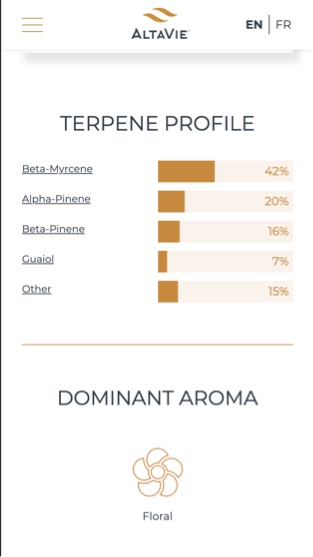 ALTAVIE
EN | FR
TERPENE PROFILE
Beta-Myrcene 42%
Alpha-Pinene 20%
Beta-Pinene 16%
Guaiol 7%
Other 15%
DOMINANT AROMA
Floral